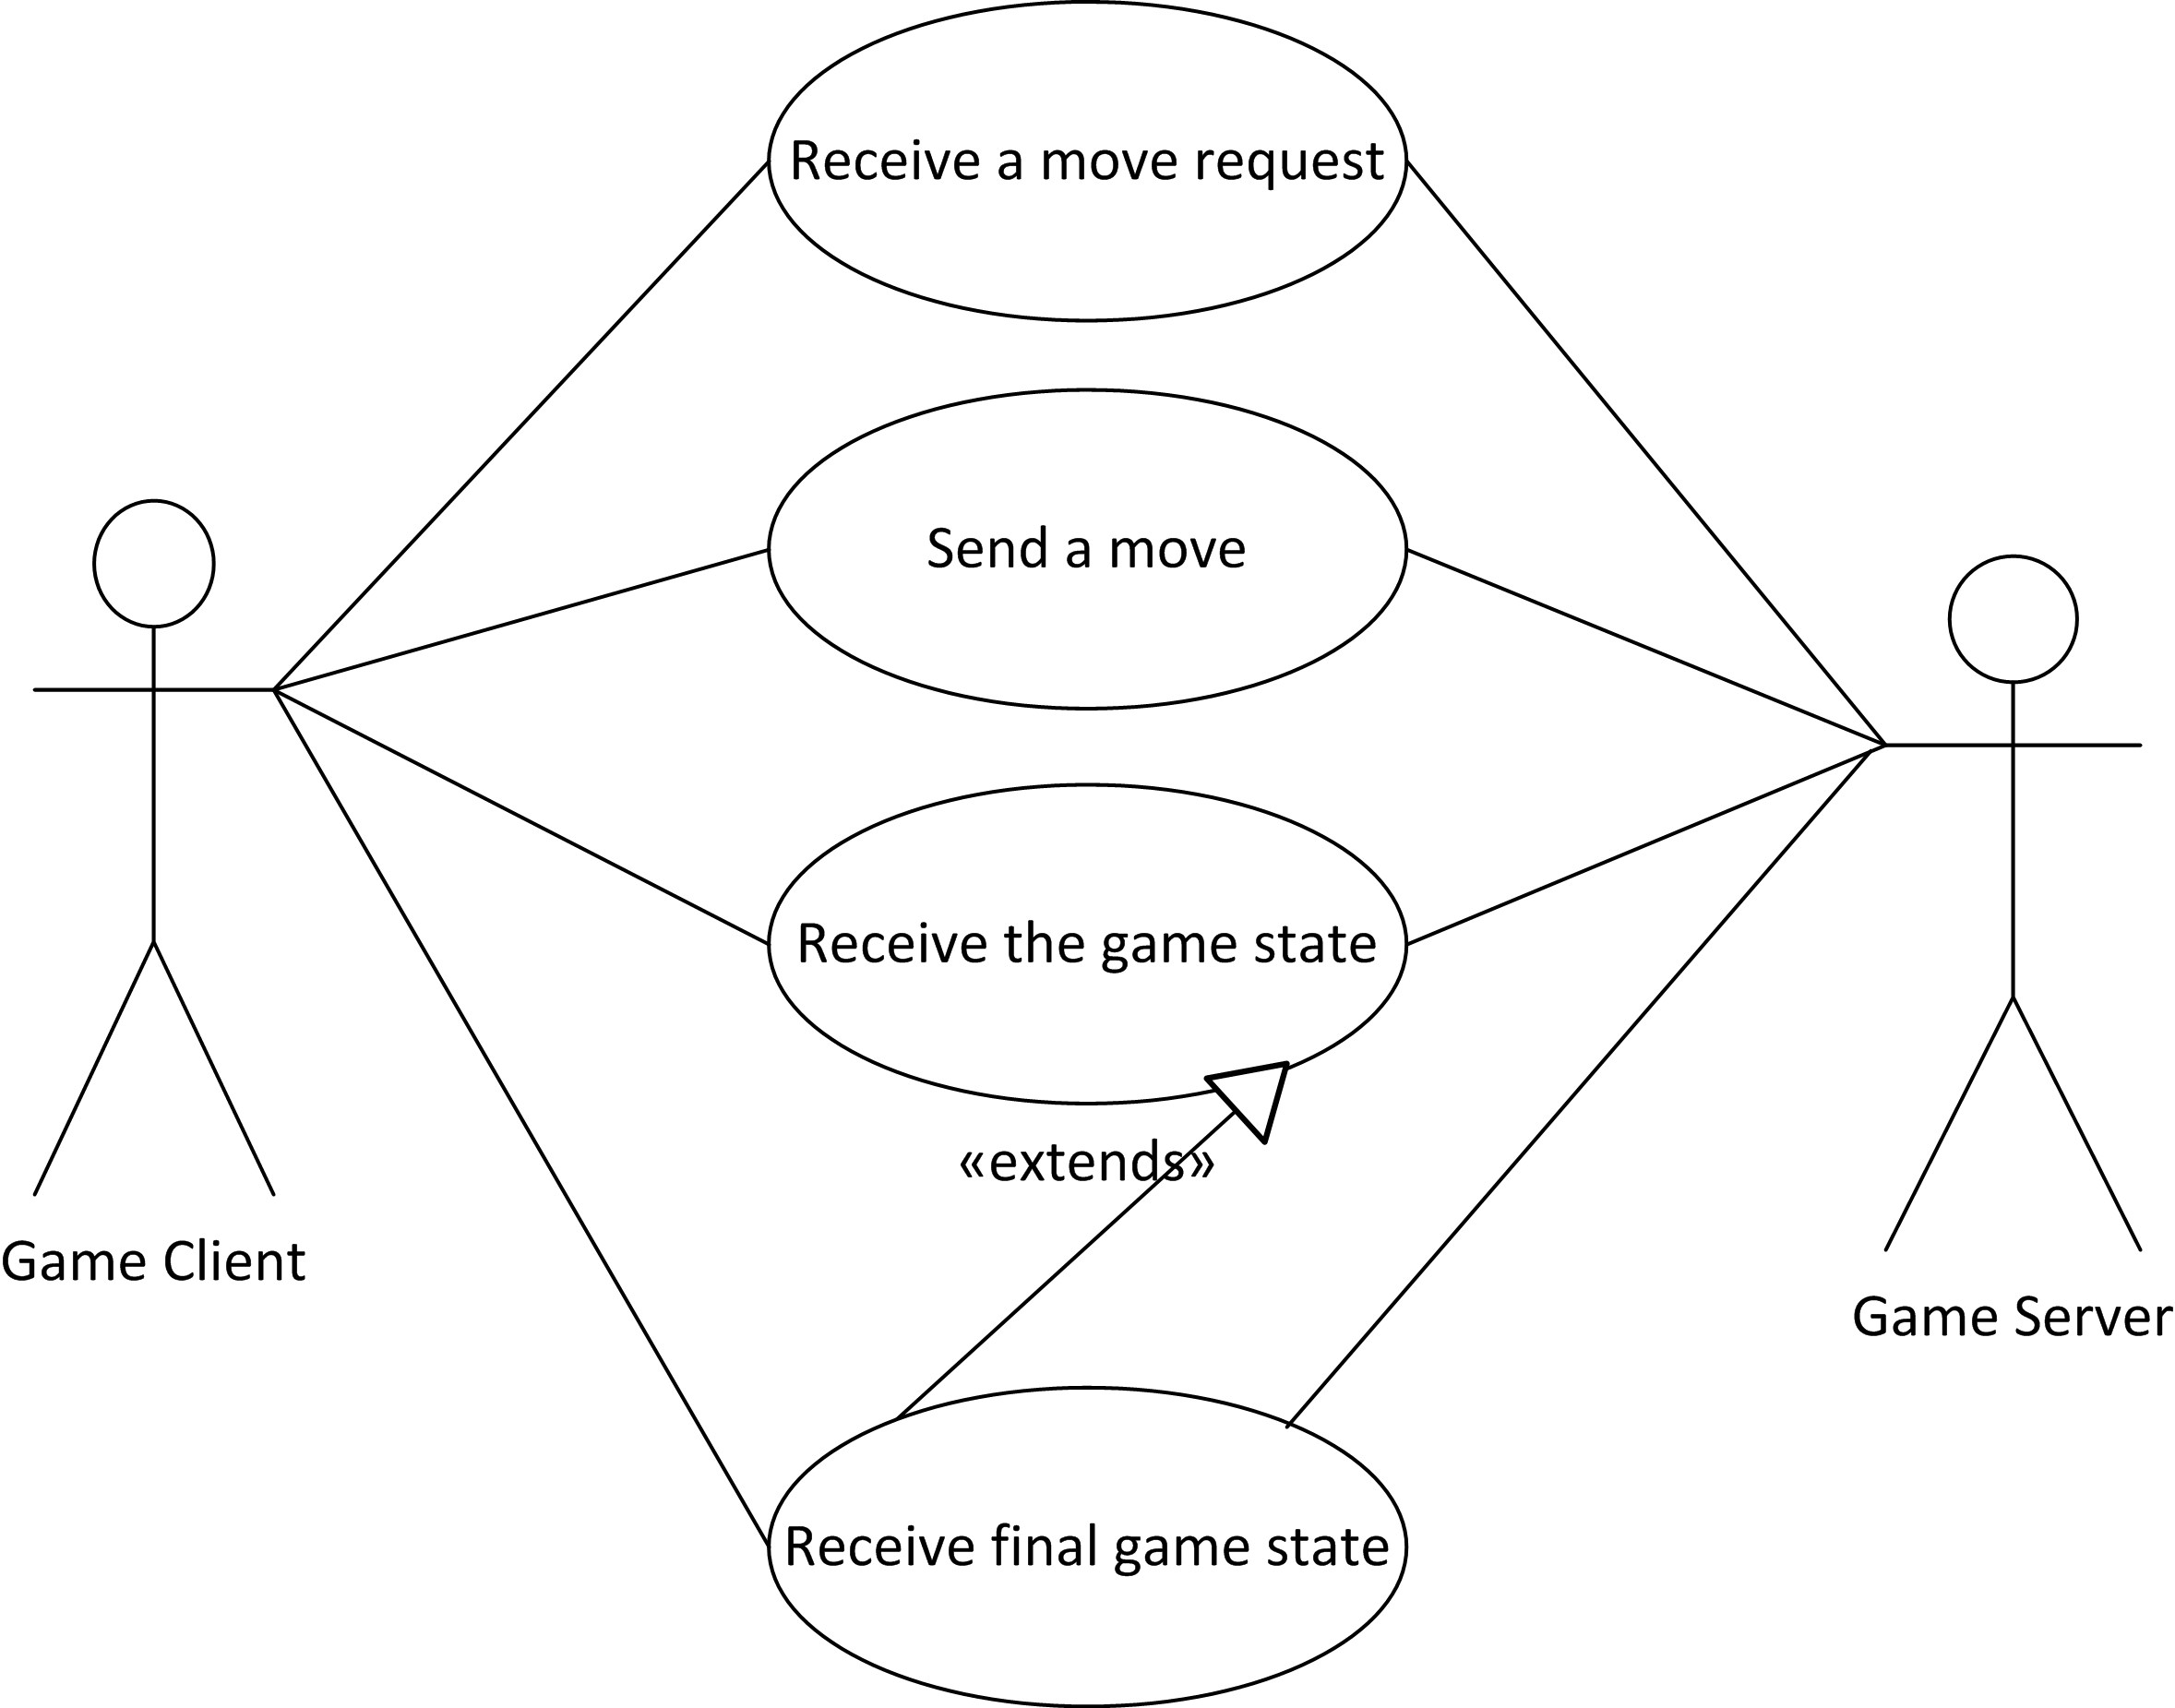 Receive a move request
Send a move
Receive the game state
«extends»
Game Client
Game Server
Receive final game state